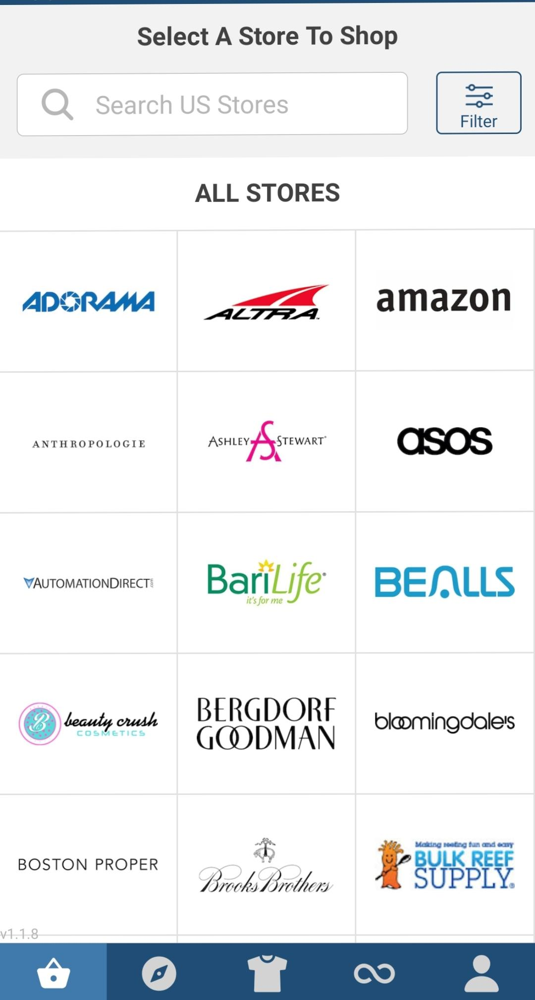 Select A Store To Shop
Search US Stores
Filter
ALL STORES
ADORAMA
ALTRA
amazon
ANTHROPOLOGIE
ASHLEY STEWART®
asos
AUTOMATIONDIRECT.com
BariLife®
it's for me
BEALLS
B beauty crush
COSMETICS
BERGDORF
GOODMAN
bloomingdale's
BOSTON PROPER
Brooks Brothers
Making reefing fun and easy
BULK REEF
SUPPLY®
v1.1.8